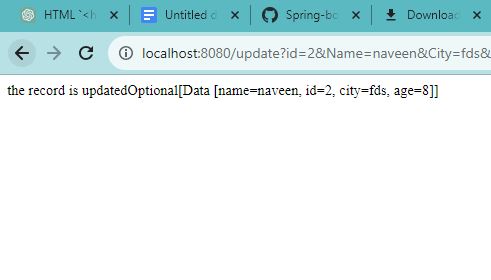 HTML `<h
Untitled d
Spring-bo
Download
localhost:8080/update?id=2&Name=naveen&City=fds&
the record is updatedOptional[Data [name=naveen, id=2, city=fds, age=8]]